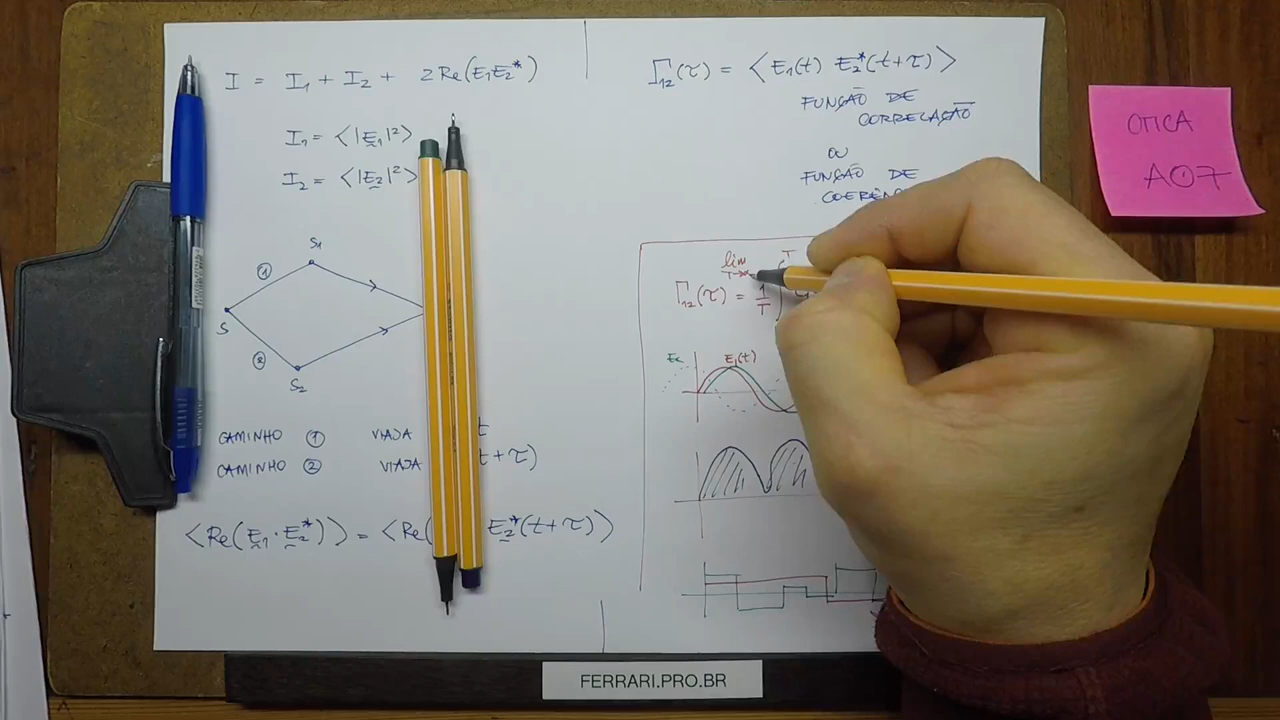 I = I₁ + I₂ + 2 Re(E₁E₂*)
I₁ = ⟨|E₁|²⟩
I₂ = ⟨|E₂|²⟩
S₁
①
S
②
S₂
CAMINHO ① VIAJA t
CAMINHO ② VIAJA t + τ)
⟨Re(E₁·E₂*)⟩ = ⟨Re( E₂*(t+τ)⟩
Γ₁₂(τ) = ⟨E₁(t) E₂*(t+τ)⟩
FUNÇÃO DE
CORRELAÇÃO
OU
FUNÇÃO DE
lim
T→∞
T
Γ₁₂(τ) = 1/T ∫
E₂
E₁(t)
OTICA
A07
FERRARI.PRO.BR